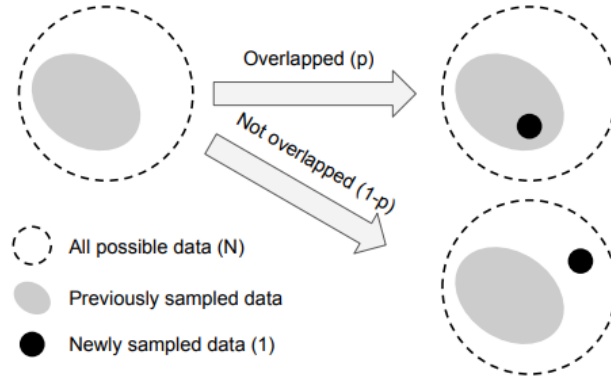 Overlapped (p)
Not overlapped (1-p)
All possible data (N)
Previously sampled data
Newly sampled data (1)